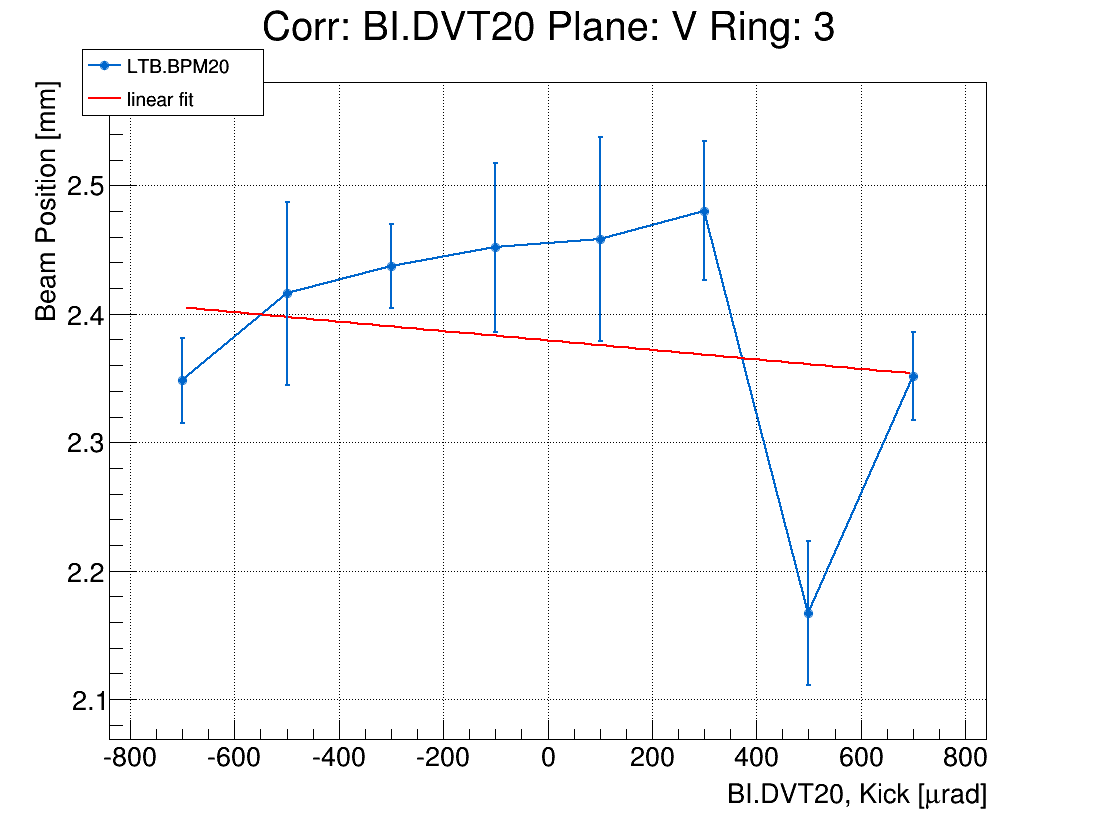 Corr: BI.DVT20 Plane: V Ring: 3
LTB.BPM20
linear fit
Beam Position [mm]
2.5
2.4
2.3
2.2
2.1
-800 -600 -400 -200 0 200 400 600 800
BI.DVT20, Kick [μrad]